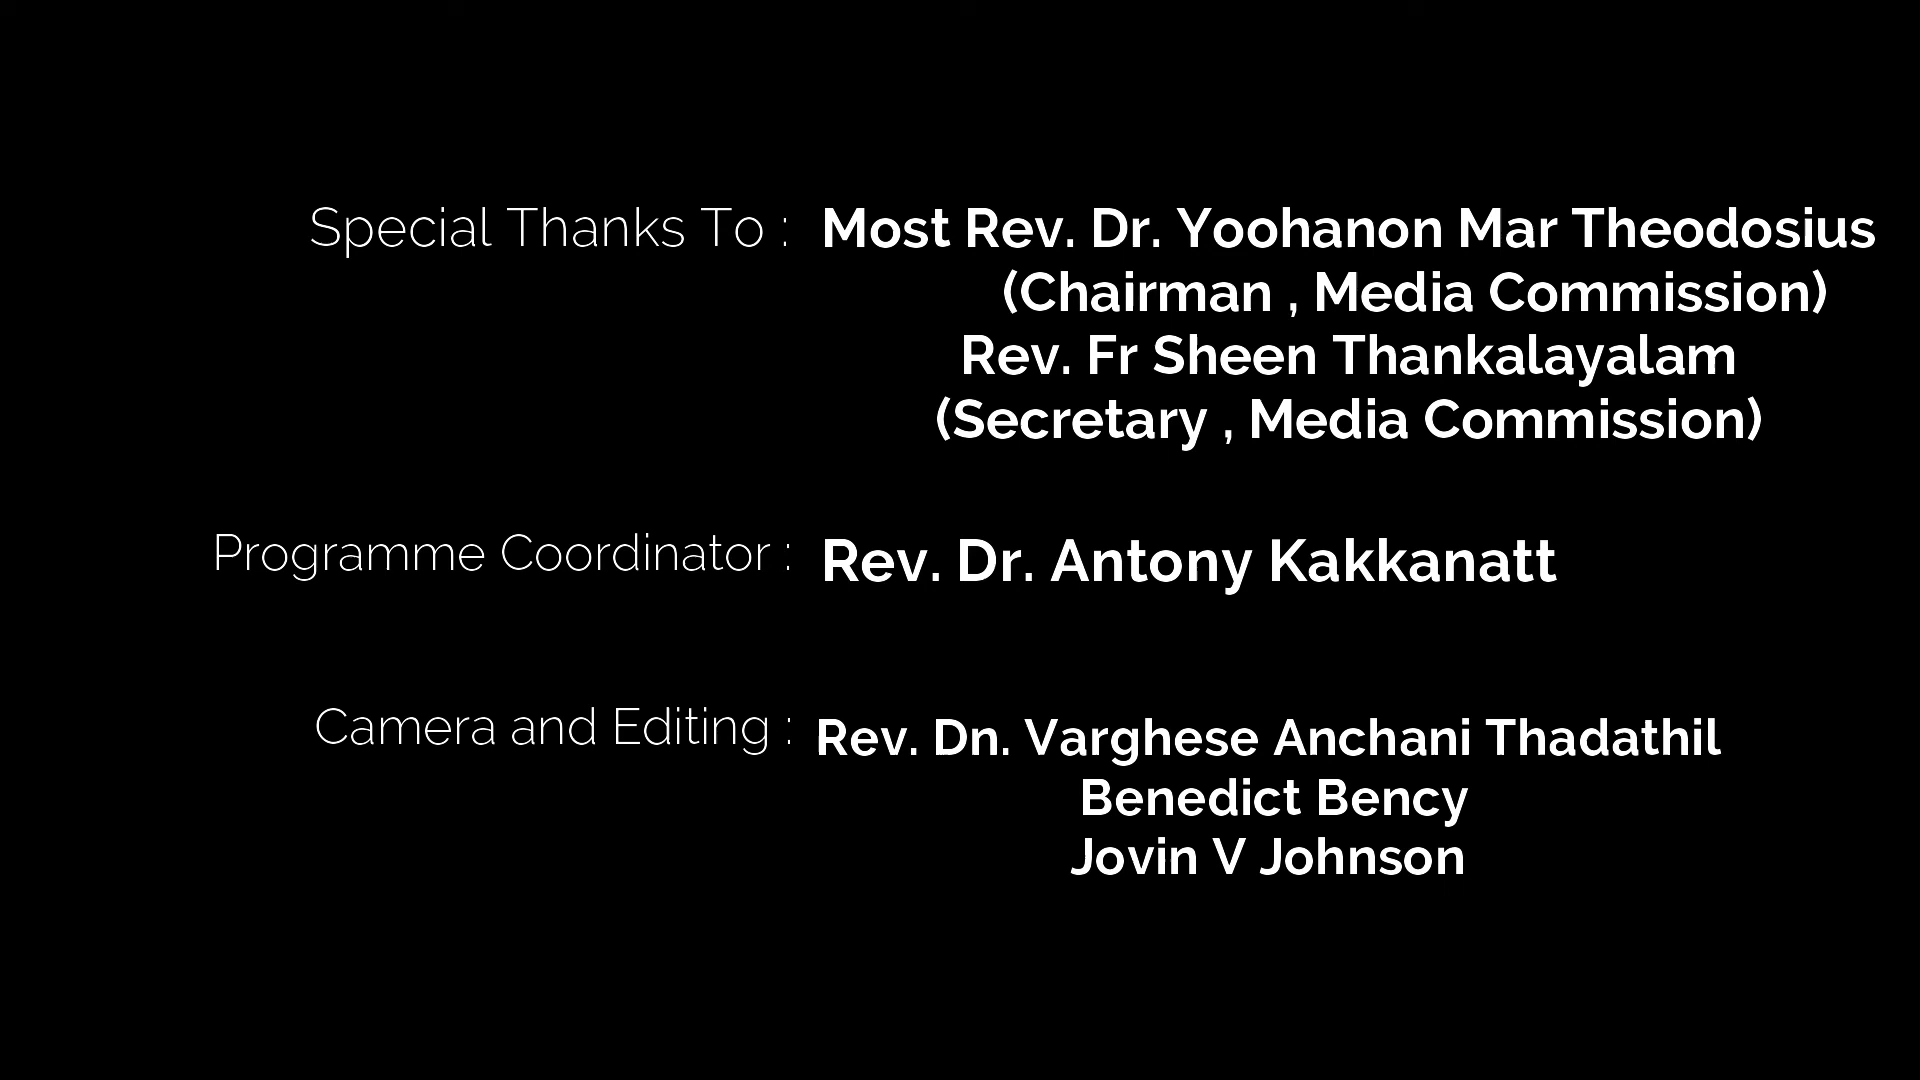 Special Thanks To : Most Rev. Dr. Yoohanon Mar Theodosius
(Chairman , Media Commission)
Rev. Fr Sheen Thankalayalam
(Secretary , Media Commission)
Programme Coordinator : Rev. Dr. Antony Kakkanatt
Camera and Editing : Rev. Dn. Varghese Anchani Thadathil
Benedict Bency
Jovin V Johnson